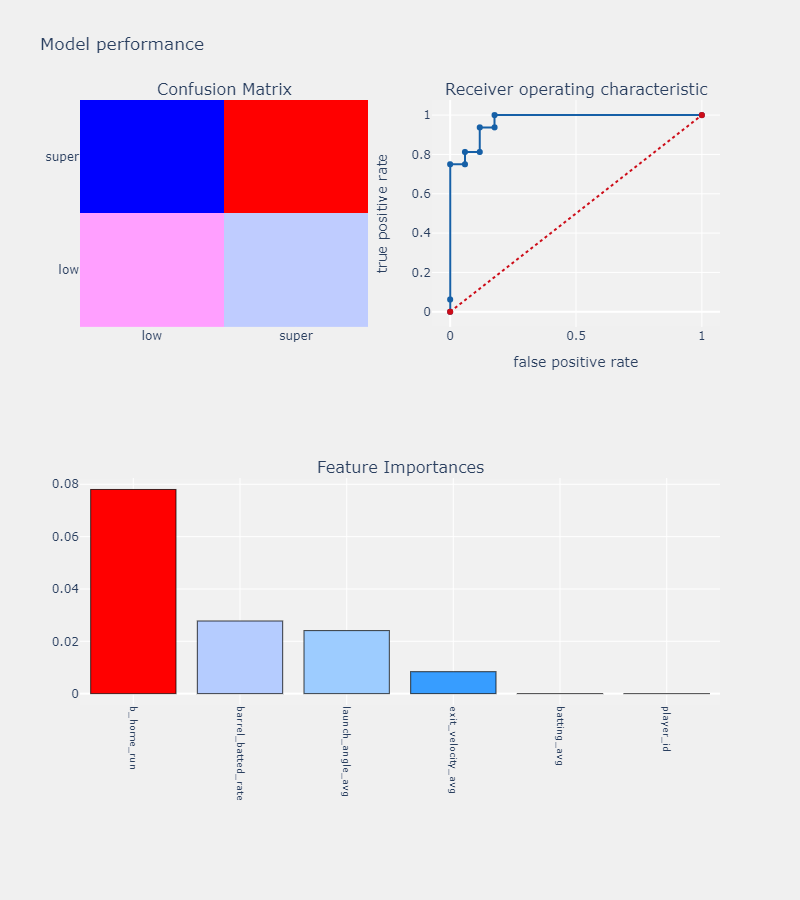 Model performance
Confusion Matrix
super
low
low
super
Receiver operating characteristic
true positive rate
1
0.8
0.6
0.4
0.2
0
0
0.5
1
false positive rate
Feature Importances
0.08
0.06
0.04
0.02
0
b_home_run
barrel_batted_rate
launch_angle_avg
exit_velocity_avg
batting_avg
player_id